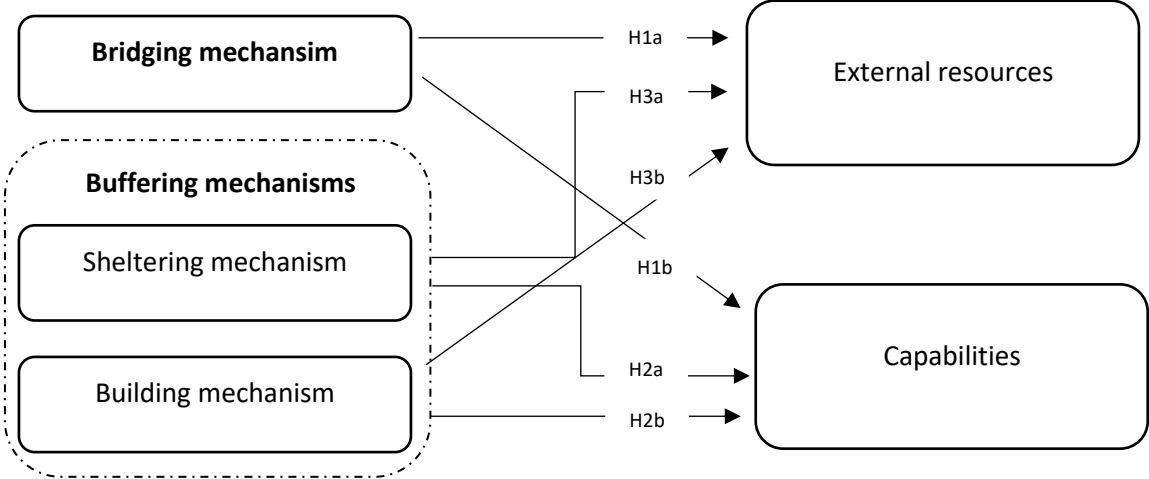 Bridging mechansim
H1a
External resources
H3a
Buffering mechanisms
H3b
Sheltering mechanism
H1b
Capabilities
H2a
Building mechanism
H2b